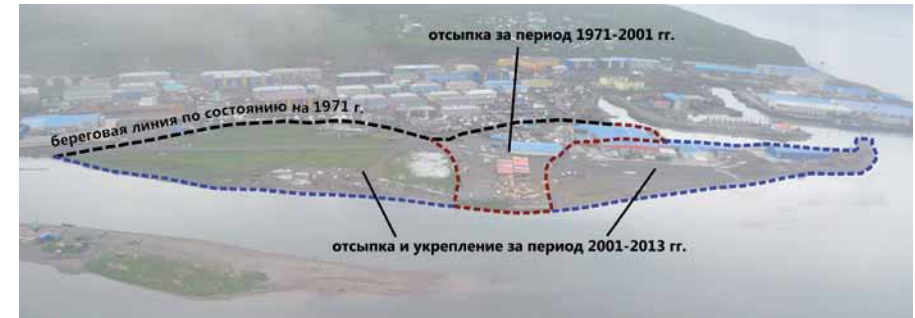 отсыпка за период 1971-2001 гг.
береговая линия по состоянию на 1971 г.
отсыпка и укрепление за период 2001-2013 гг.